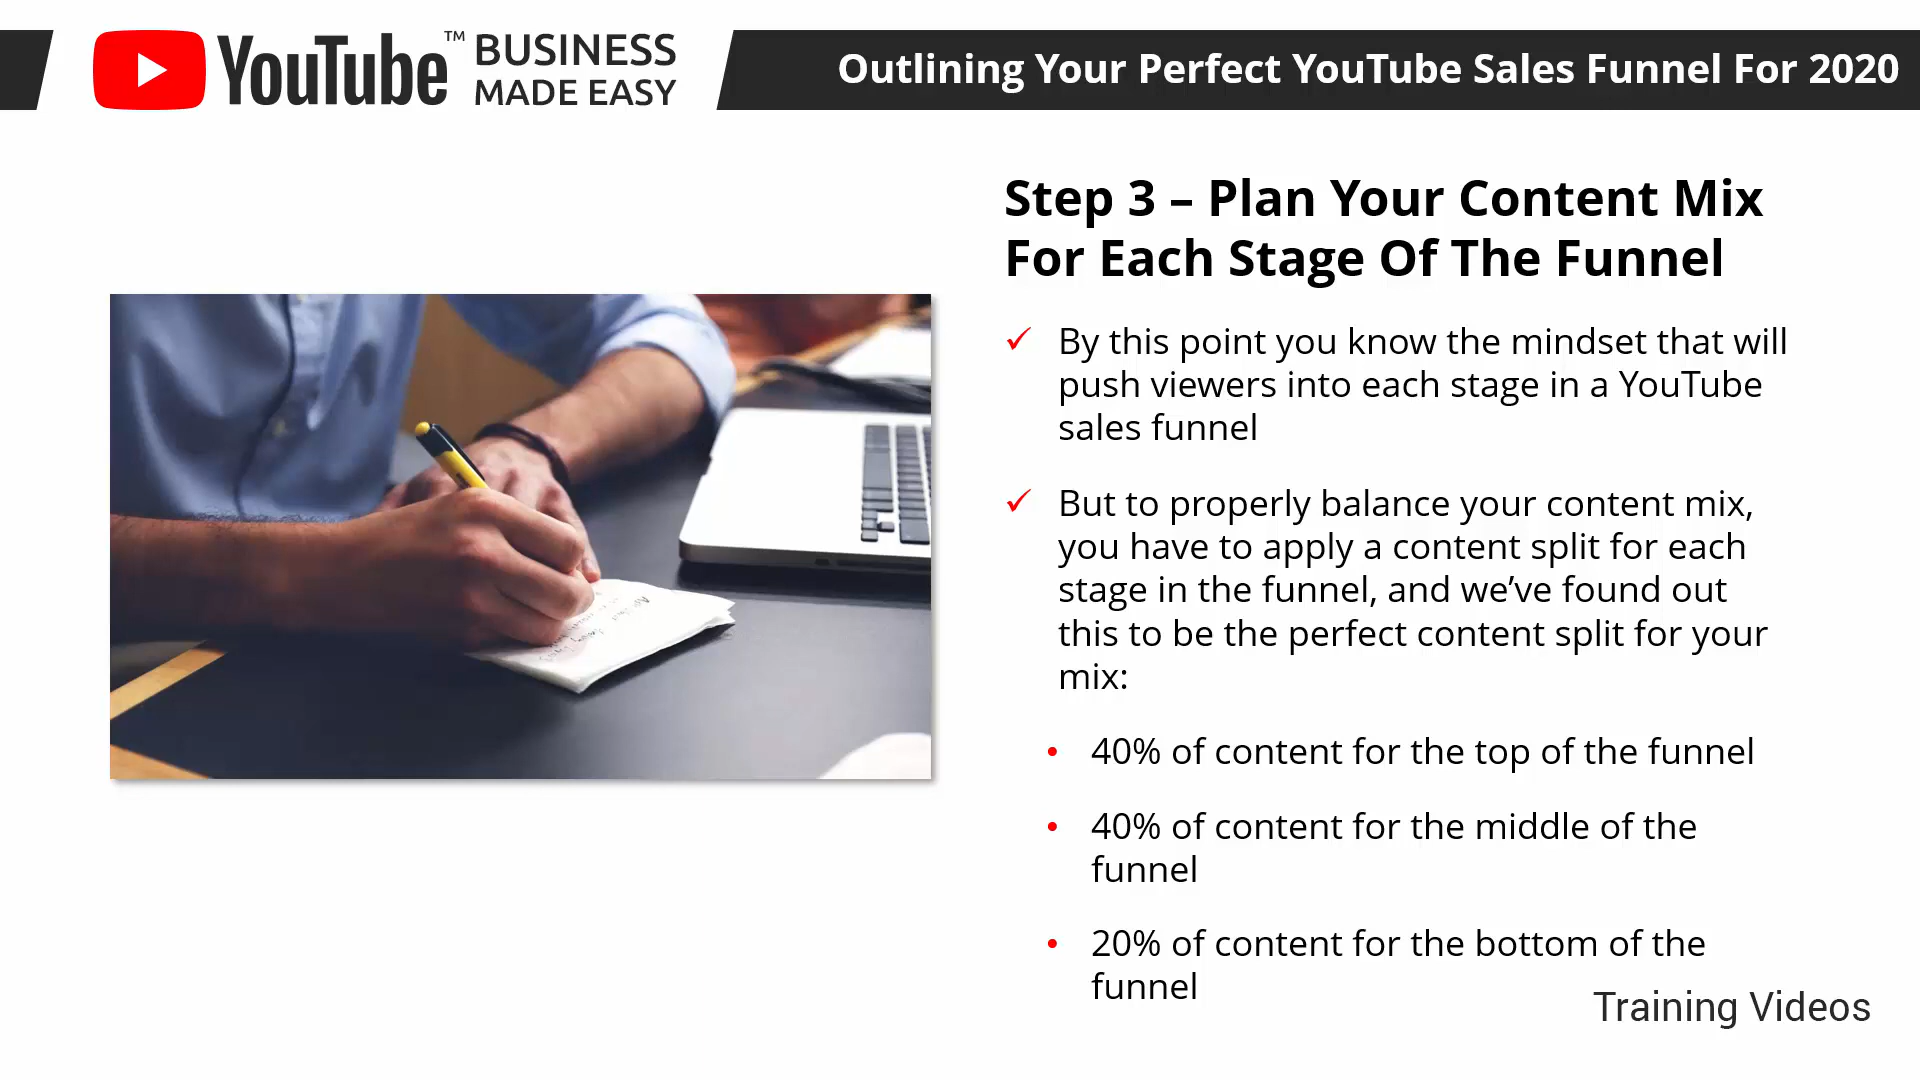 YouTube™ BUSINESS
MADE EASY
Outlining Your Perfect YouTube Sales Funnel For 2020
Step 3 – Plan Your Content Mix
For Each Stage Of The Funnel
✓ By this point you know the mindset that will
push viewers into each stage in a YouTube
sales funnel
✓ But to properly balance your content mix,
you have to apply a content split for each
stage in the funnel, and we’ve found out
this to be the perfect content split for your
mix:
• 40% of content for the top of the funnel
• 40% of content for the middle of the
funnel
• 20% of content for the bottom of the
funnel
Training Videos